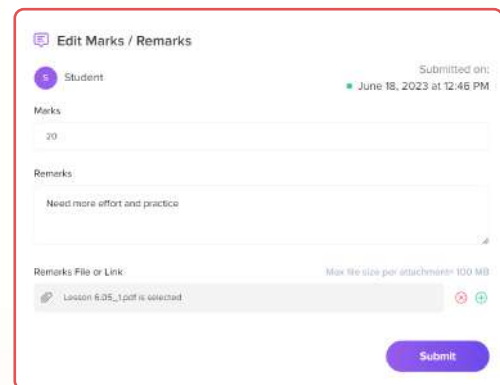 Edit Marks / Remarks
S Student
Submitted on:
June 18, 2023 at 12:46 PM
Marks
20
Remarks
Need more effort and practice
Remarks File or Link
Max file size per attachment= 100 MB
Lesson 6.05_1.pdf is selected
Submit